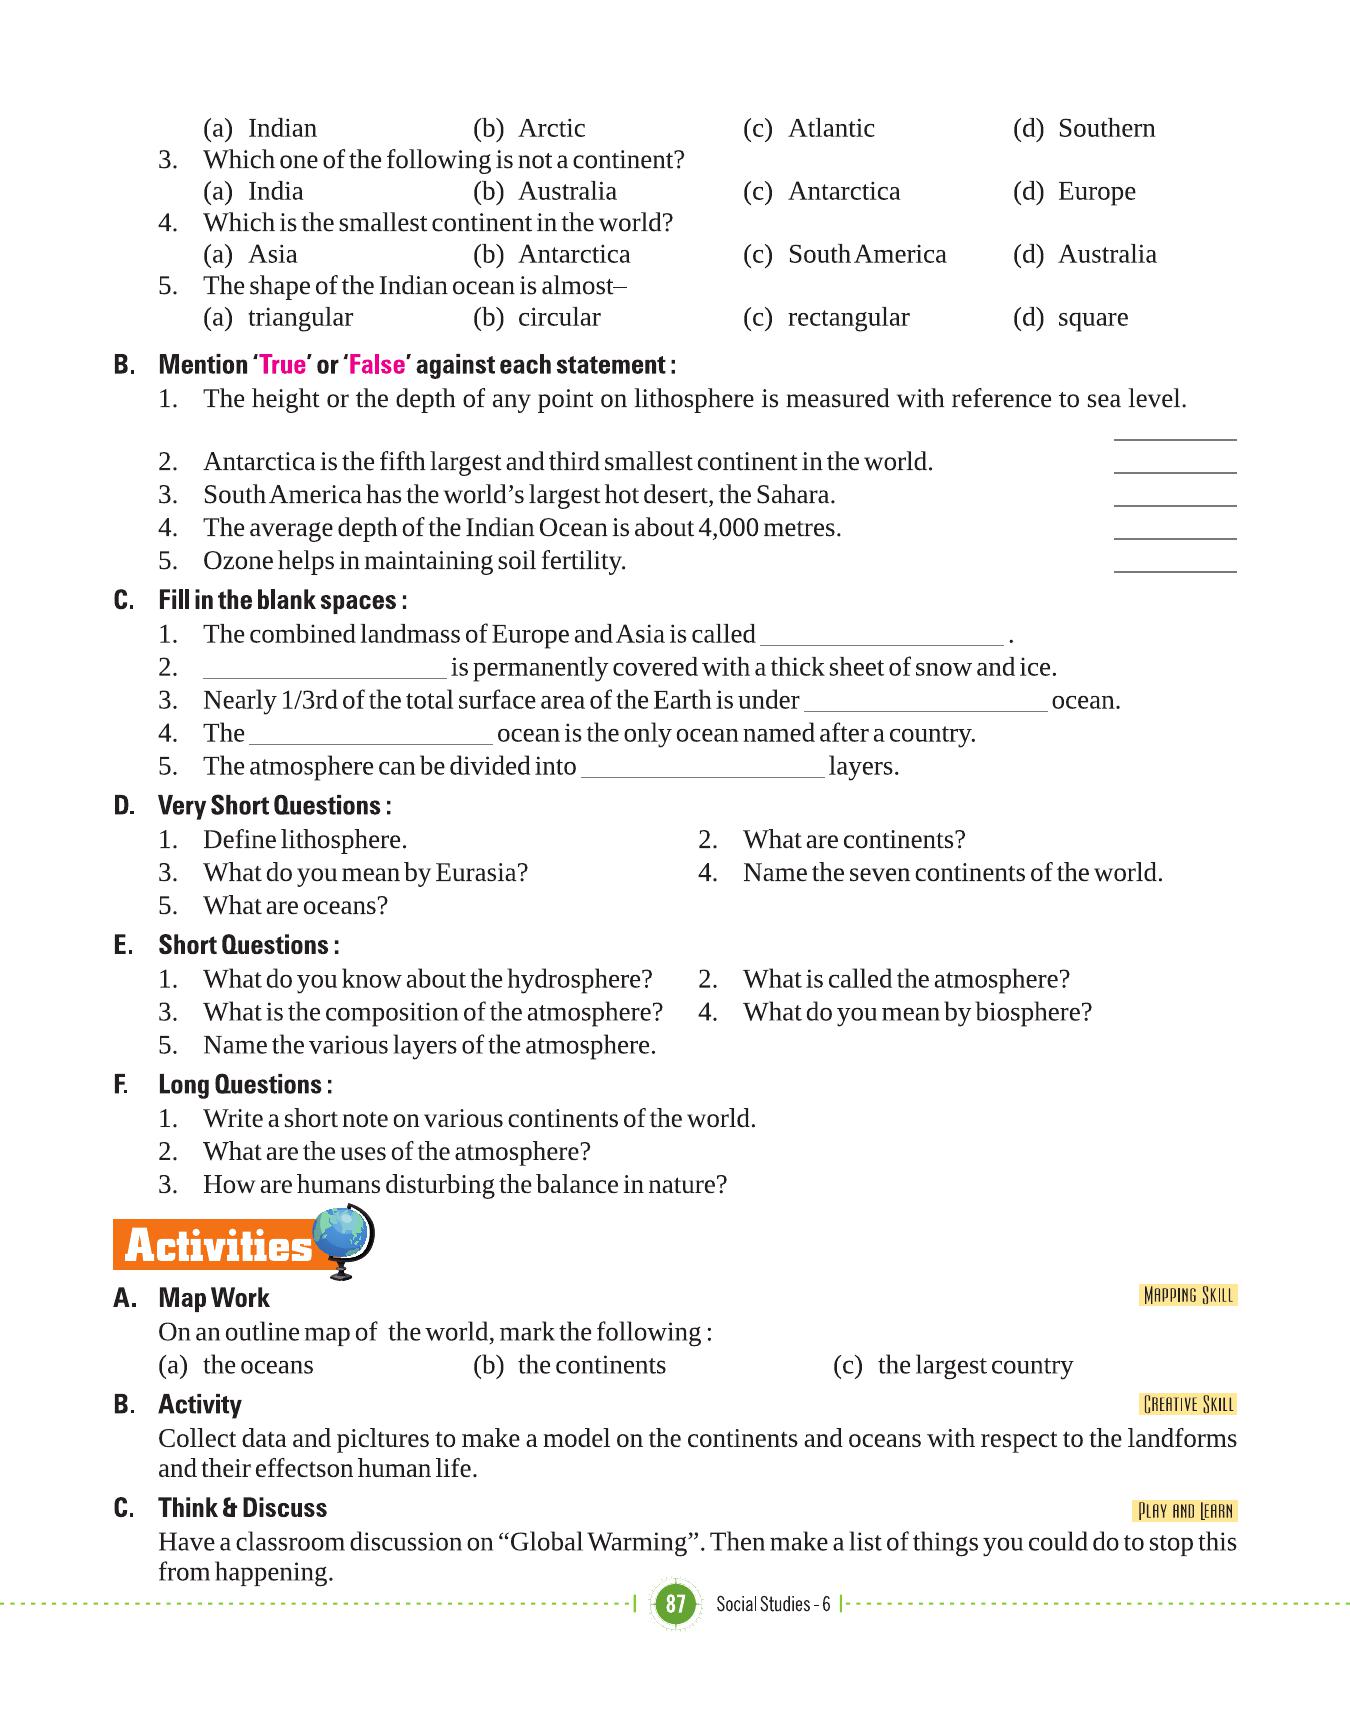 (a) Indian (b) Arctic (c) Atlantic (d) Southern
3. Which one of the following is not a continent?
(a) India (b) Australia (c) Antarctica (d) Europe
4. Which is the smallest continent in the world?
(a) Asia (b) Antarctica (c) South America (d) Australia
5. The shape of the Indian ocean is almost–
(a) triangular (b) circular (c) rectangular (d) square
B. Mention ‘True’ or ‘False’ against each statement :
1. The height or the depth of any point on lithosphere is measured with reference to sea level.
2. Antarctica is the fifth largest and third smallest continent in the world.
3. South America has the world’s largest hot desert, the Sahara.
4. The average depth of the Indian Ocean is about 4,000 metres.
5. Ozone helps in maintaining soil fertility.
C. Fill in the blank spaces :
1. The combined landmass of Europe and Asia is called __________________ .
2. __________________ is permanently covered with a thick sheet of snow and ice.
3. Nearly 1/3rd of the total surface area of the Earth is under __________________ ocean.
4. The __________________ ocean is the only ocean named after a country.
5. The atmosphere can be divided into __________________ layers.
D. Very Short Questions :
1. Define lithosphere. 2. What are continents?
3. What do you mean by Eurasia? 4. Name the seven continents of the world.
5. What are oceans?
E. Short Questions :
1. What do you know about the hydrosphere? 2. What is called the atmosphere?
3. What is the composition of the atmosphere? 4. What do you mean by biosphere?
5. Name the various layers of the atmosphere.
F. Long Questions :
1. Write a short note on various continents of the world.
2. What are the uses of the atmosphere?
3. How are humans disturbing the balance in nature?
Activities
A. Map Work MAPPING SKILL
On an outline map of the world, mark the following :
(a) the oceans (b) the continents (c) the largest country
B. Activity CREATIVE SKILL
Collect data and picltures to make a model on the continents and oceans with respect to the landforms
and their effectson human life.
C. Think & Discuss PLAY AND LEARN
Have a classroom discussion on “Global Warming”. Then make a list of things you could do to stop this
from happening.
87 Social Studies - 6